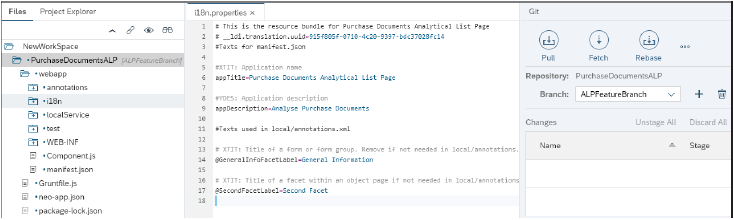 Files
Project Explorer
NewWorkSpace
PurchaseDocumentsALP [ALPFeatureBranch]
webapp
annotations
i18n
localService
test
WEB-INF
Component.js
manifest.json
Gruntfile.js
neo-app.json
package-lock.json
i18n.properties ×
1 # This is the resource bundle for Purchase Documents Analytical List Page
2 # __ldi.translation.uuid=915f805f-0710-4c20-9397-bdc37028fc14
3 #Texts for manifest.json
4
5 #XTIT: Application name
6 appTitle=Purchase Documents Analytical List Page
7
8 #YDES: Application description
9 appDescription=Analyse Purchase Documents
10
11 #Texts used in local/annotations.xml
12
13 # XTIT: Title of a form or form group. Remove if not needed in local/annotations.
14 @GeneralInfoFacetLabel=General Information
15
16 # XTIT: Title of a facet within an object page if not needed in local/annotations
17 @SecondFacetLabel=Second Facet
18
Git
Pull
Fetch
Rebase
Repository: PurchaseDocumentsALP
Branch: ALPFeatureBranch
Changes
Unstage All
Discard All
Name
Stage